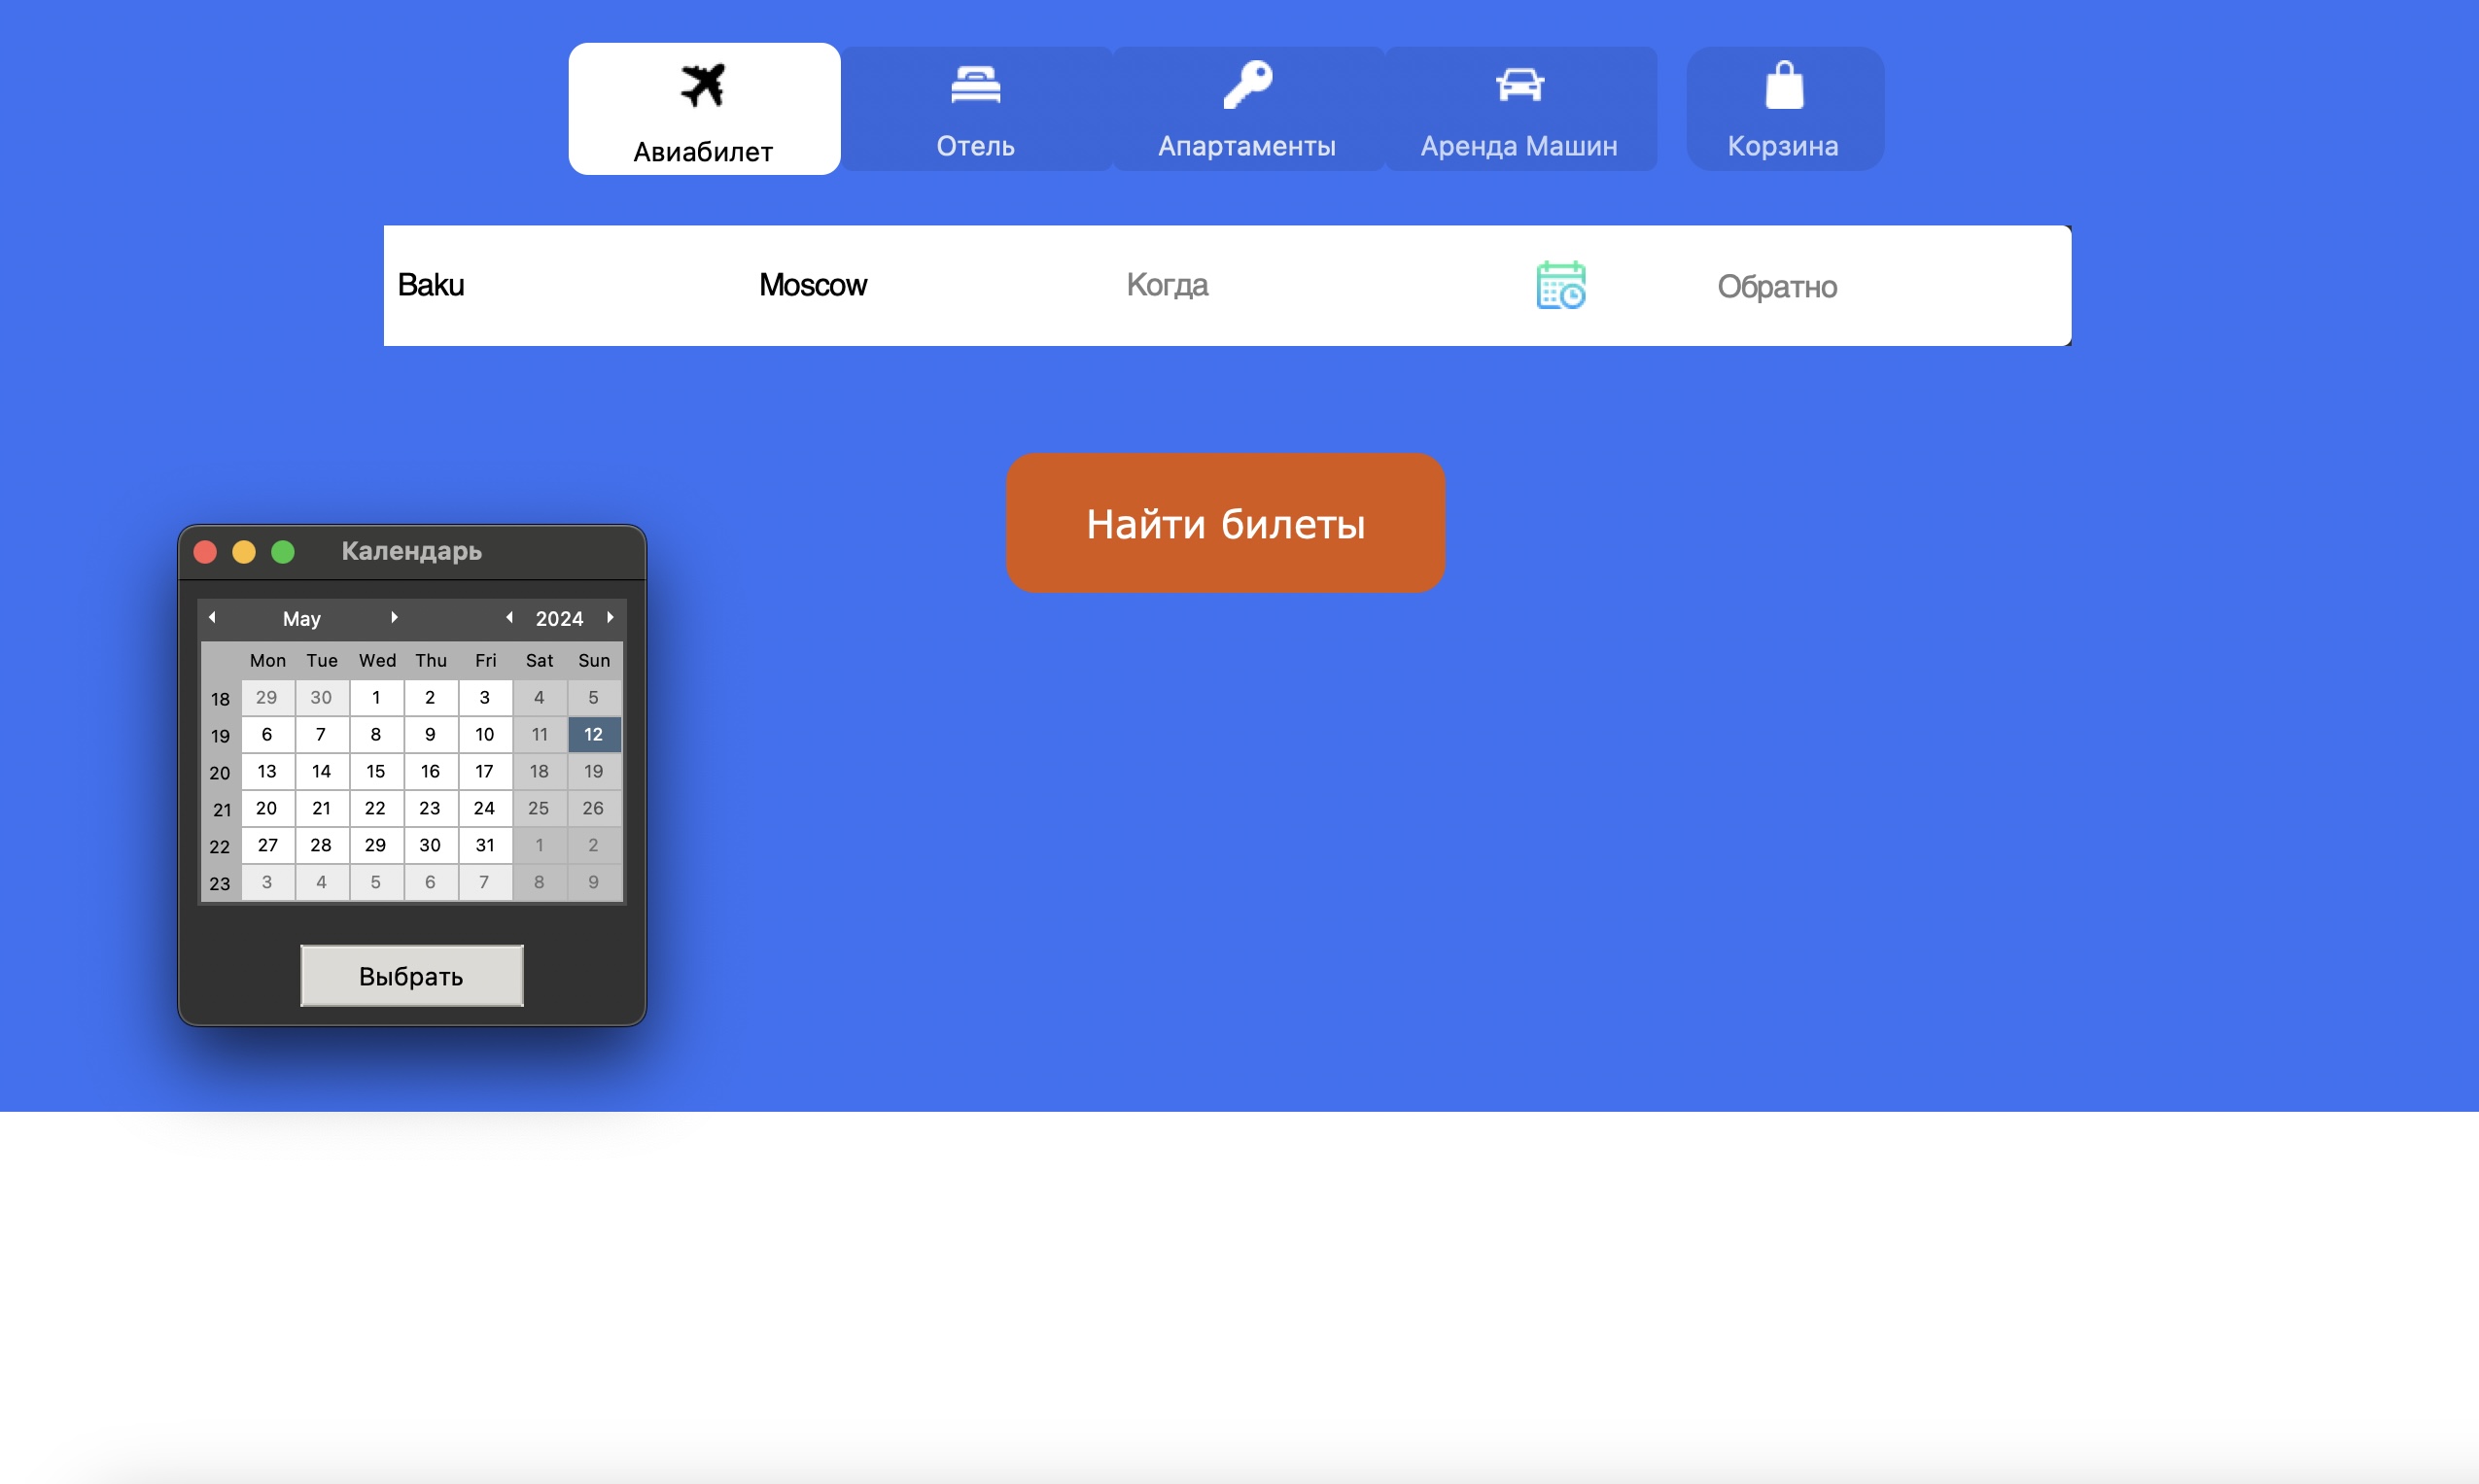 Авиабилет Отель Апартаменты Аренда Машин Корзина
Baku Moscow Когда Обратно
Найти билеты
Календарь
May 2024
Mon Tue Wed Thu Fri Sat Sun
18 29 30 1 2 3 4 5
19 6 7 8 9 10 11 12
20 13 14 15 16 17 18 19
21 20 21 22 23 24 25 26
22 27 28 29 30 31 1 2
23 3 4 5 6 7 8 9
Выбрать